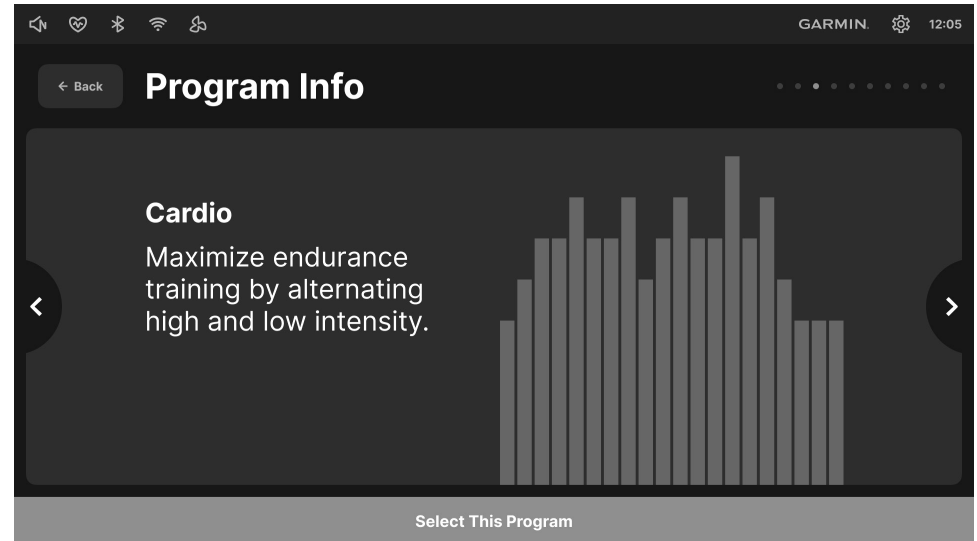 GARMIN. 12:05
← Back Program Info
Cardio
Maximize endurance
training by alternating
high and low intensity.
Select This Program